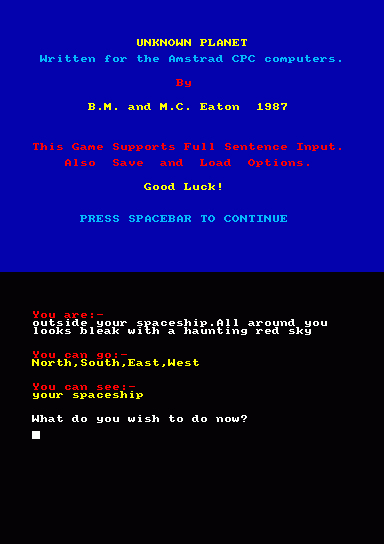 UNKNOWN PLANET
Written for the Amstrad CPC computers.
By
B.M. and M.C. Eaton  1987
This Game Supports Full Sentence Input.
Also  Save  and  Load  Options.
Good Luck!
PRESS SPACEBAR TO CONTINUE
You are:-
outside your spaceship.All around you
looks bleak with a haunting red sky
You can go:-
North,South,East,West
You can see:-
your spaceship
What do you wish to do now?